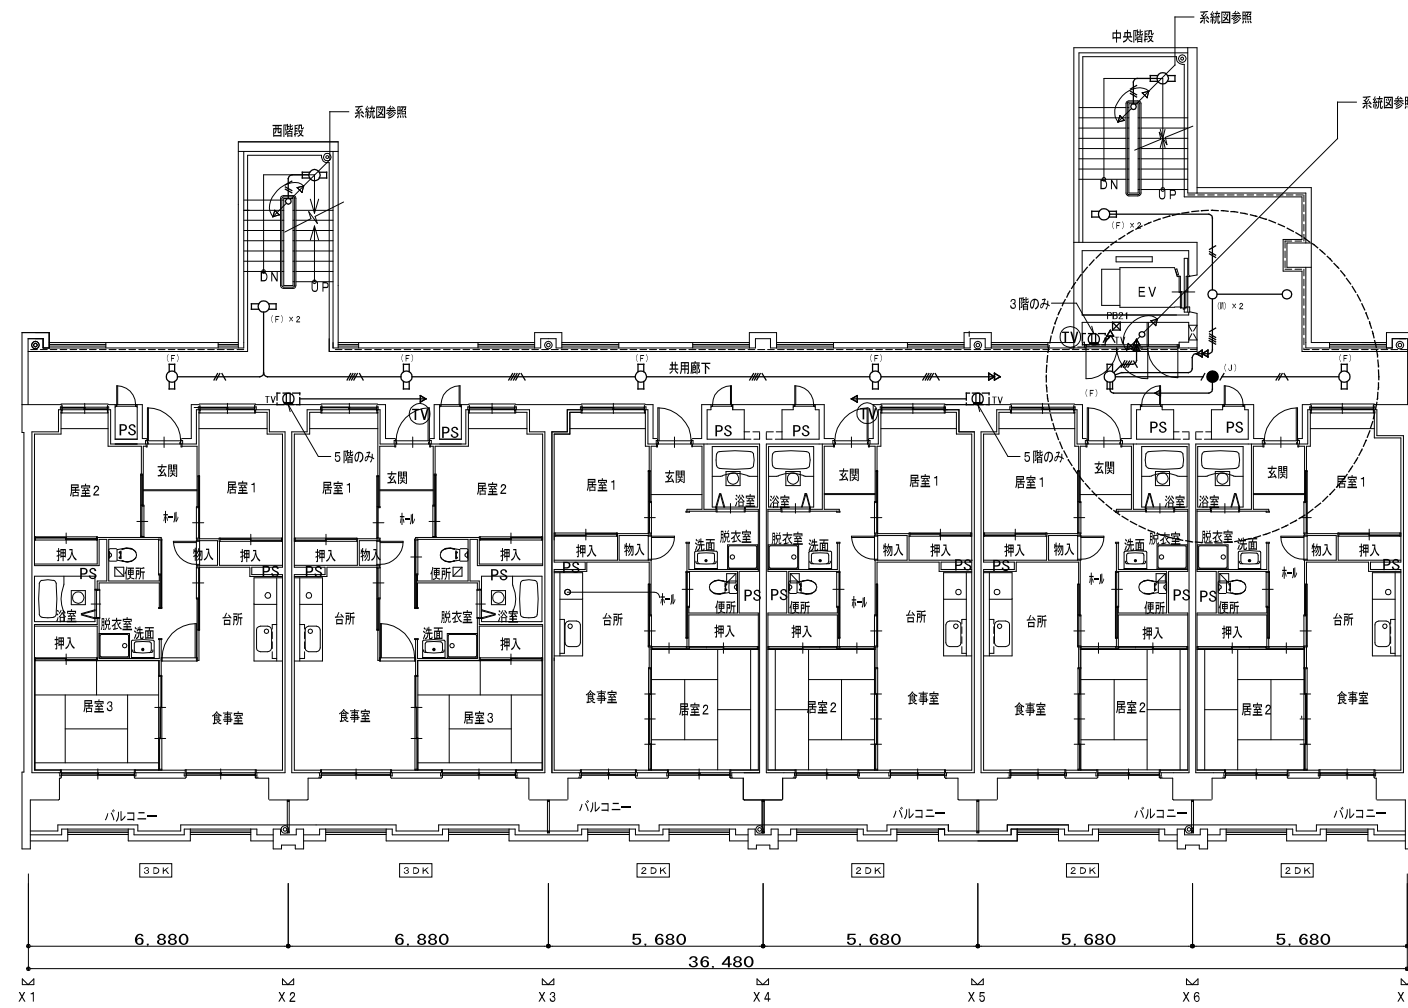 系統図参照
中央階段
系統図参照
系統図参
西階段
DN
UP
DN
UP
(F) ×2
(F) ×2
EV
(W) ×2
3階のみ
PB21
TV
TV
(F)
(F)
(F)
(F)
(J)
(F)
共用廊下
(F)
TV
TV
TV
TV
PS
PS
PS
PS
PS
PS
5階のみ
5階のみ
玄関
玄関
玄関
玄関
玄関
玄関
居室2
居室1
居室1
居室2
居室1
居室1
居室1
居室1
浴室
浴室
浴室
浴室
ホール
ホール
脱衣室
脱衣室
脱衣室
脱衣室
洗面
洗面
洗面
洗面
押入
物入
押入
押入
物入
押入
押入
物入
物入
押入
押入
物入
物入
押入
PS
便所
PS
PS
便所
PS
PS
PS
PS
PS
ホール
ホール
ホール
ホール
浴室
浴室
便所
PS
便所
便所
PS
PS
便所
脱衣室
台所
台所
脱衣室
台所
台所
台所
台所
洗面
洗面
押入
押入
押入
押入
押入
押入
居室3
食事室
食事室
居室3
食事室
居室2
居室2
食事室
食事室
居室2
居室2
食事室
バルコニー
バルコニー
バルコニー
バルコニー
バルコニー
3DK
3DK
2DK
2DK
2DK
2DK
6,880
6,880
5,680
5,680
5,680
5,680
36,480
X1
X2
X3
X4
X5
X6
X